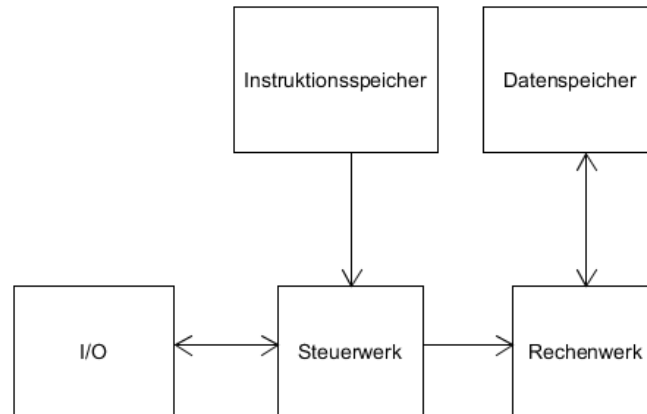 Instruktionsspeicher
Datenspeicher
I/O
Steuerwerk
Rechenwerk